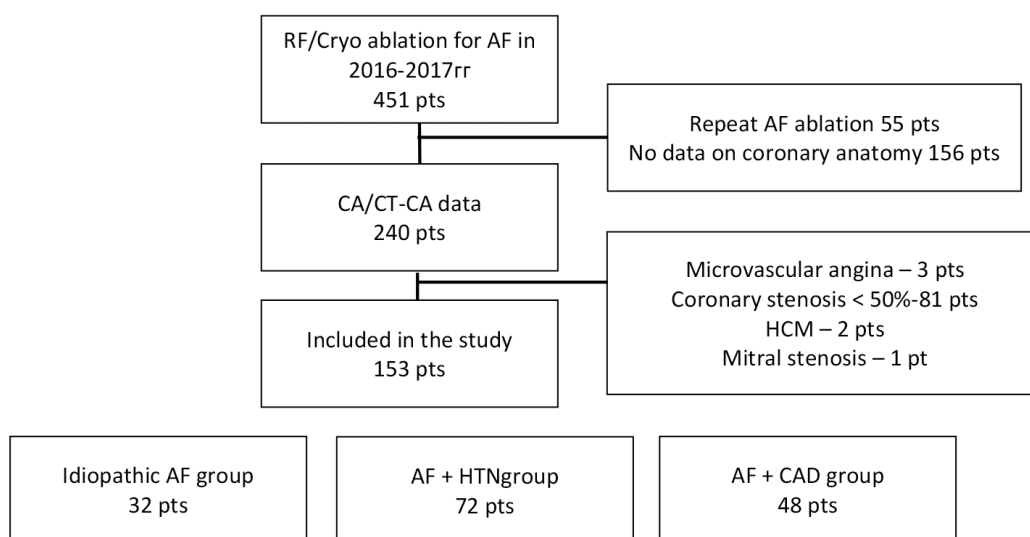 RF/Cryo ablation for AF in
2016-2017гг
451 pts
Repeat AF ablation 55 pts
No data on coronary anatomy 156 pts
CA/CT-CA data
240 pts
Microvascular angina – 3 pts
Coronary stenosis < 50%-81 pts
HCM – 2 pts
Mitral stenosis – 1 pt
Included in the study
153 pts
Idiopathic AF group
32 pts
AF + HTNgroup
72 pts
AF + CAD group
48 pts